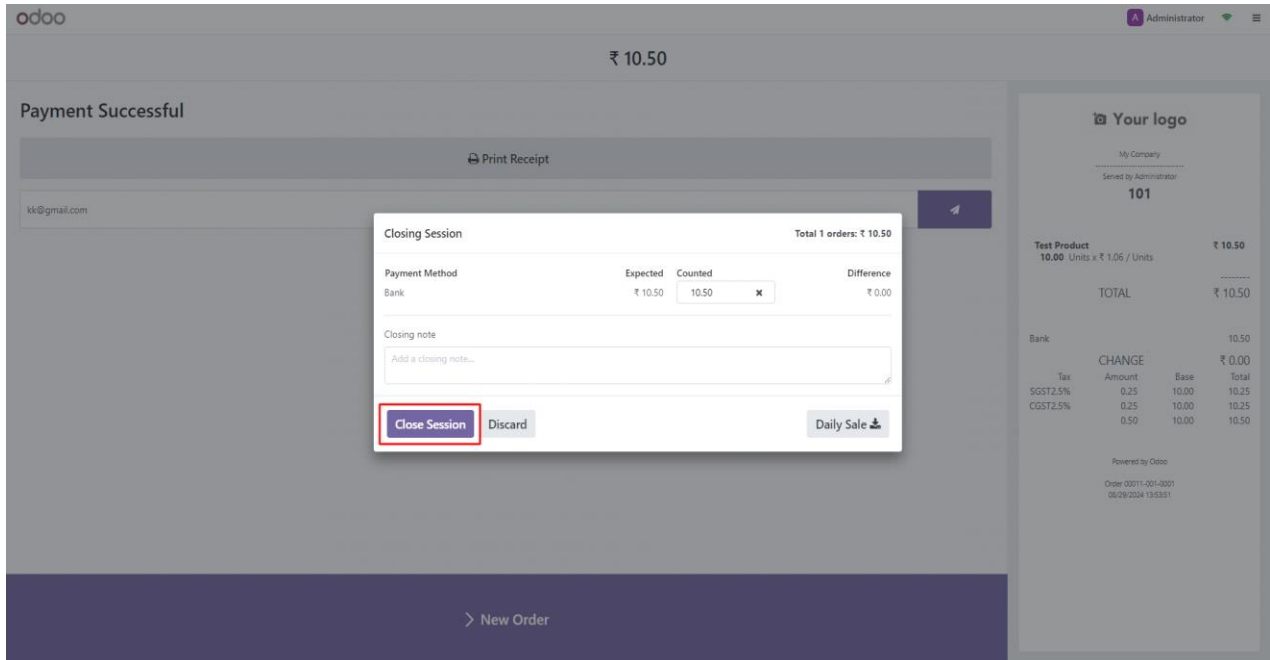 odoo
A Administrator
₹ 10.50
Payment Successful
Print Receipt
kk@gmail.com
Closing Session Total 1 orders: ₹ 10.50
Payment Method Expected Counted Difference
Bank ₹ 10.50 10.50 ₹ 0.00
Closing note
Add a closing note...
Close Session Discard Daily Sale
New Order
Your logo
My Company
Served by Administrator
101
Test Product ₹ 10.50
10.00 Units x ₹ 1.06 / Units
TOTAL ₹ 10.50
Bank 10.50
CHANGE ₹ 0.00
Tax Amount Base Total
SGST2.5% 0.25 10.00 10.25
CGST2.5% 0.25 10.00 10.25
0.50 10.00 10.50
Powered by Odoo
Order 00011-001-0001
08/29/2024 13:53:51